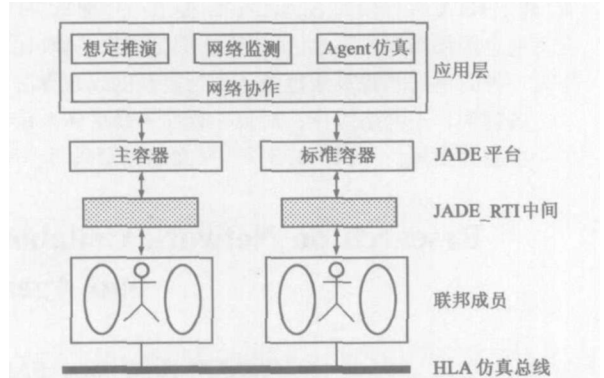 想定推演 网络监测 Agent仿真
网络协作
应用层
主容器 标准容器 JADE平台
JADE_RTI中间
联邦成员
HLA仿真总线